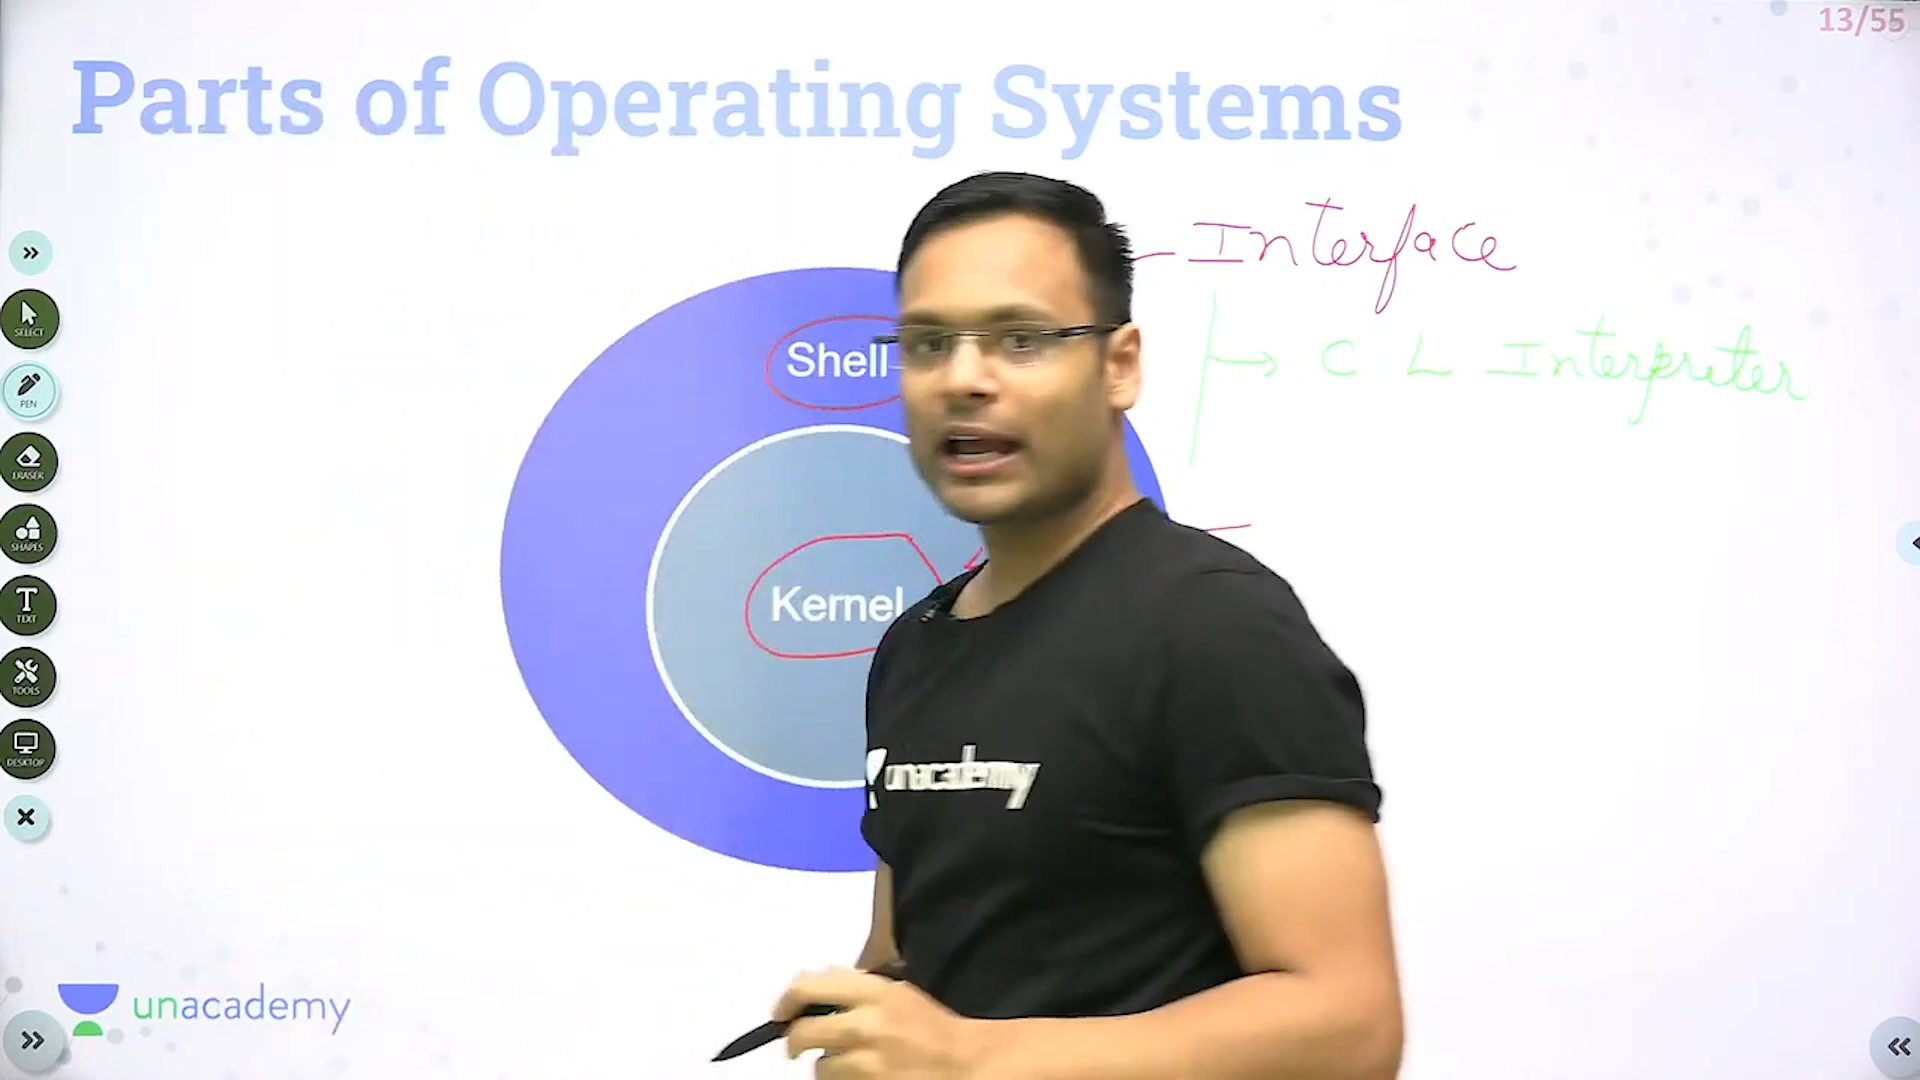 13/55
Parts of Operating Systems
Interface
C L Interpreter
Shell
Kernel
SELECT
PEN
ERASER
SHAPES
TEXT
TOOLS
DESKTOP
unacademy
unacademy